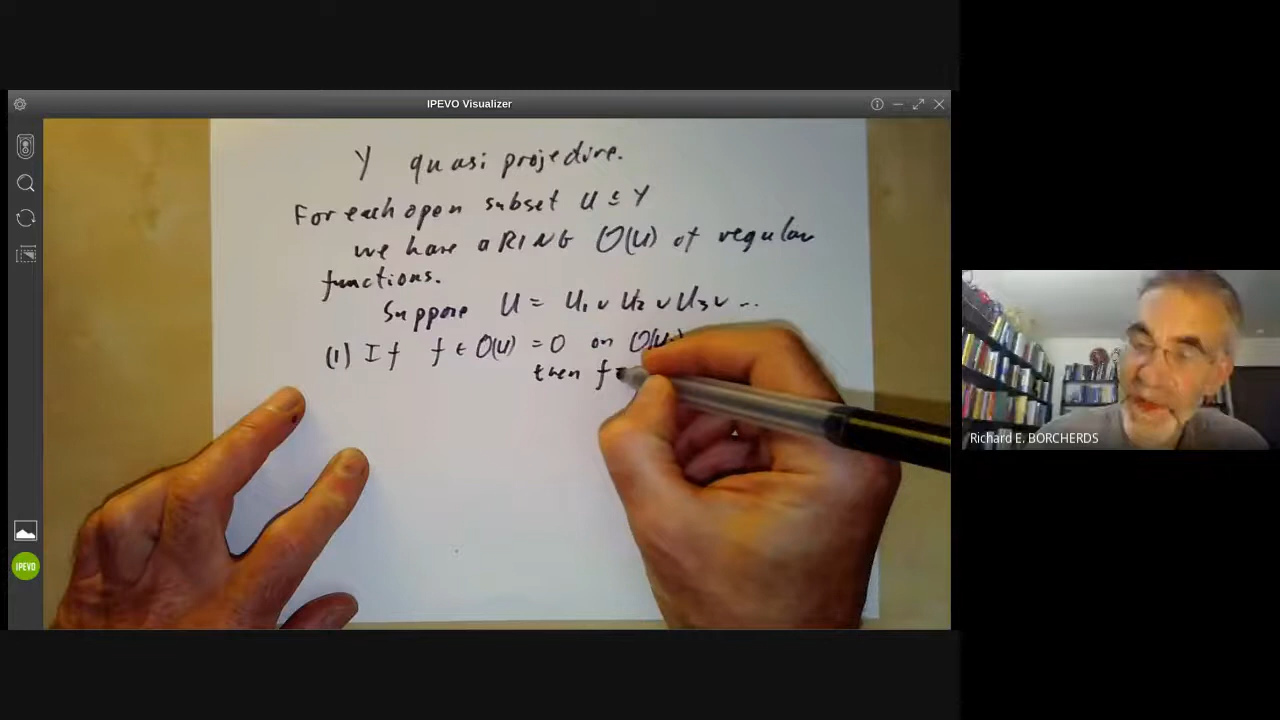 IPEVO Visualizer
Y quasi projective.
For each open subset U ⊆ Y
we have a RING O(U) of regular
functions.
Suppose U = U₁ ∪ U₂ ∪ U₃ ∪ ...
(1) If f ∈ O(U) = 0 on
then f =
IPEVO
Richard E. BORCHERDS